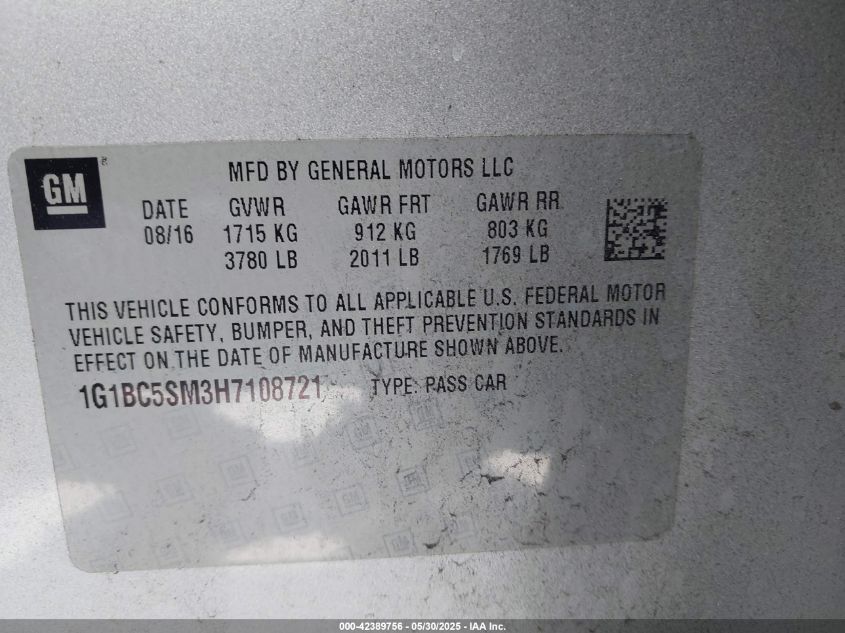 GM
MFD BY GENERAL MOTORS LLC
DATE GVWR GAWR FRT GAWR RR
08/16 1715 KG 912 KG 803 KG
3780 LB 2011 LB 1769 LB
THIS VEHICLE CONFORMS TO ALL APPLICABLE U.S. FEDERAL MOTOR
VEHICLE SAFETY, BUMPER, AND THEFT PREVENTION STANDARDS IN
EFFECT ON THE DATE OF MANUFACTURE SHOWN ABOVE.
1G1BC5SM3H7108721 TYPE: PASS CAR
000-42389756 - 05/30/2025 - IAA Inc.